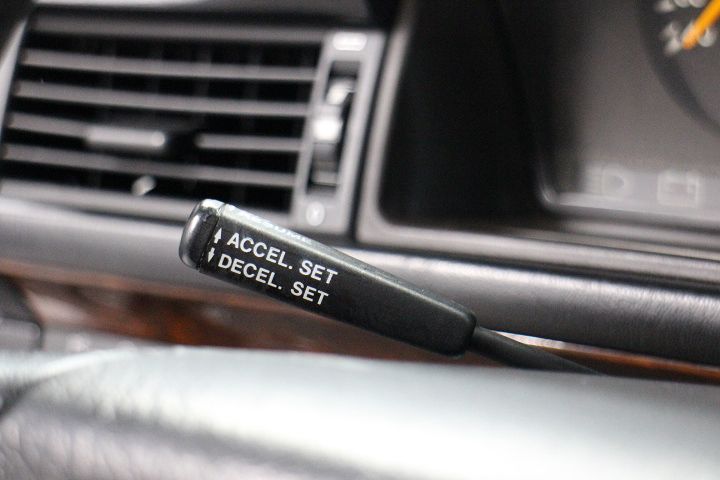 ↑ ACCEL. SET
↓ DECEL. SET